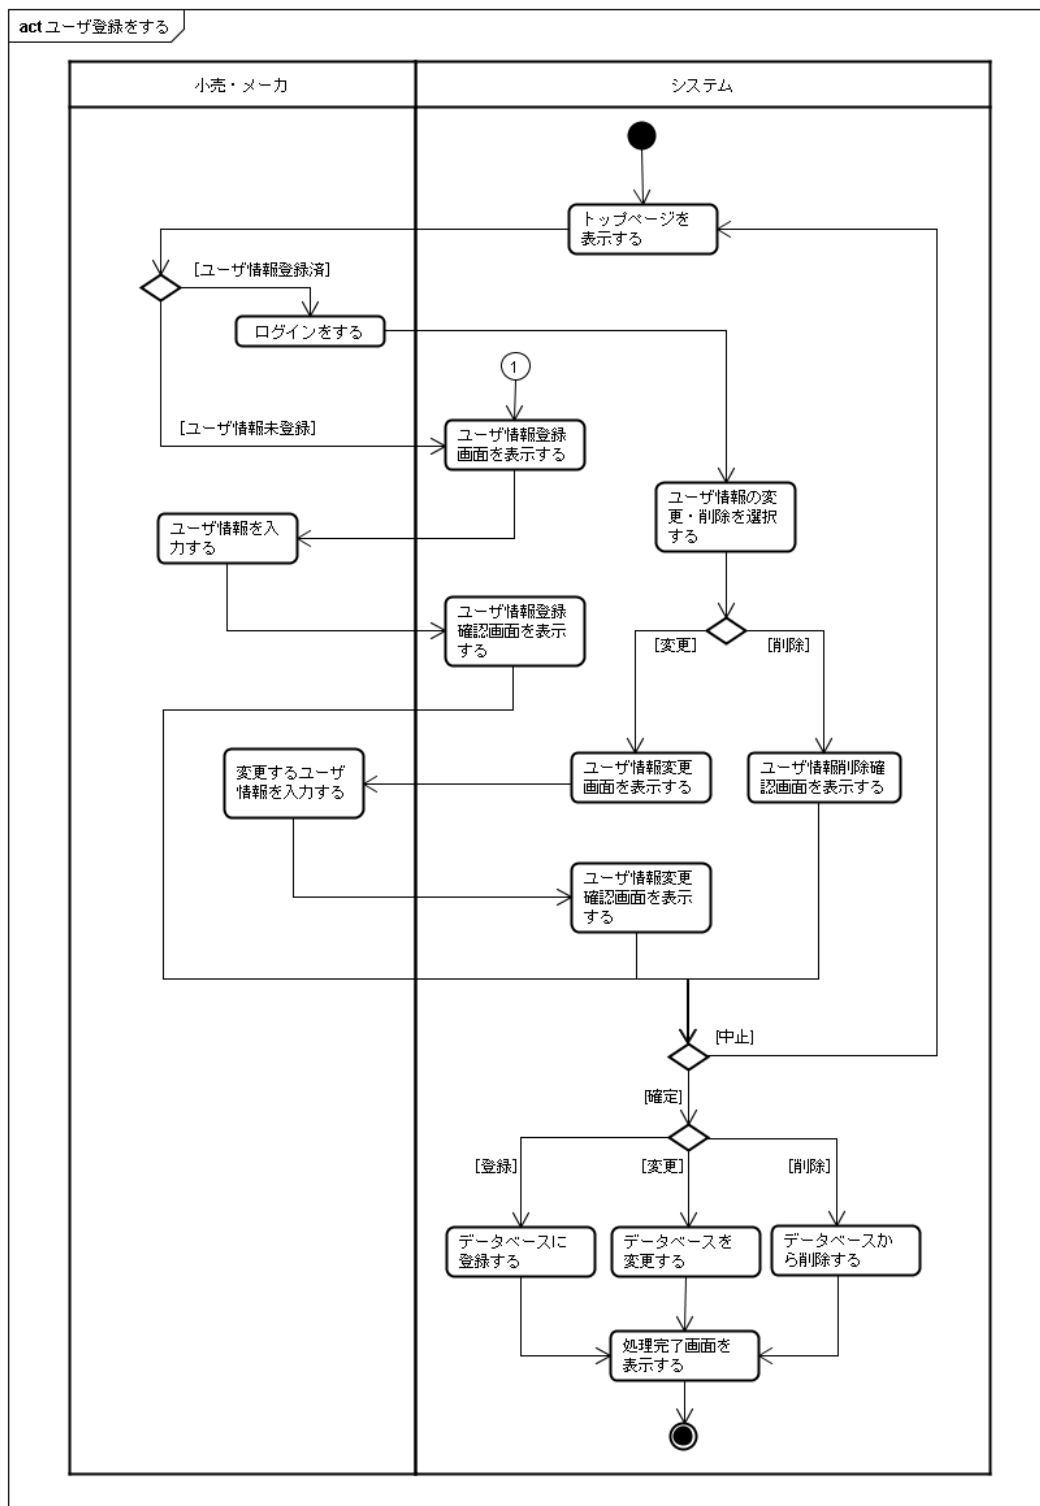 act ユーザ登録をする
小売・メーカ
システム
トップページを
表示する
[ユーザ情報登録済]
ログインをする
1
[ユーザ情報未登録]
ユーザ情報登録
画面を表示する
ユーザ情報の変
更・削除を選択
する
ユーザ情報を入
力する
ユーザ情報登録
確認画面を表示
する
[変更]
[削除]
変更するユーザ
情報を入力する
ユーザ情報変更
画面を表示する
ユーザ情報削除確
認画面を表示する
ユーザ情報変更
確認画面を表示
する
[中止]
[確定]
[登録]
[変更]
[削除]
データベースに
登録する
データベースを
変更する
データベースか
ら削除する
処理完了画面を
表示する